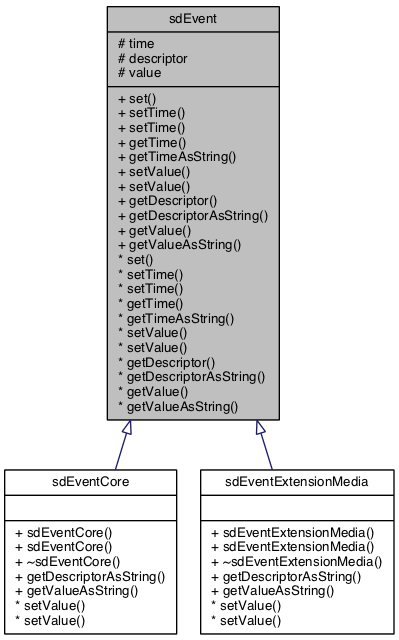 sdEvent
# time
# descriptor
# value
+ set()
+ setTime()
+ setTime()
+ getTime()
+ getTimeAsString()
+ setValue()
+ setValue()
+ getDescriptor()
+ getDescriptorAsString()
+ getValue()
+ getValueAsString()
* set()
* setTime()
* setTime()
* getTime()
* getTimeAsString()
* setValue()
* setValue()
* getDescriptor()
* getDescriptorAsString()
* getValue()
* getValueAsString()
sdEventCore
+ sdEventCore()
+ sdEventCore()
+ ~sdEventCore()
+ getDescriptorAsString()
+ getValueAsString()
* setValue()
* setValue()
sdEventExtensionMedia
+ sdEventExtensionMedia()
+ sdEventExtensionMedia()
+ ~sdEventExtensionMedia()
+ getDescriptorAsString()
+ getValueAsString()
* setValue()
* setValue()